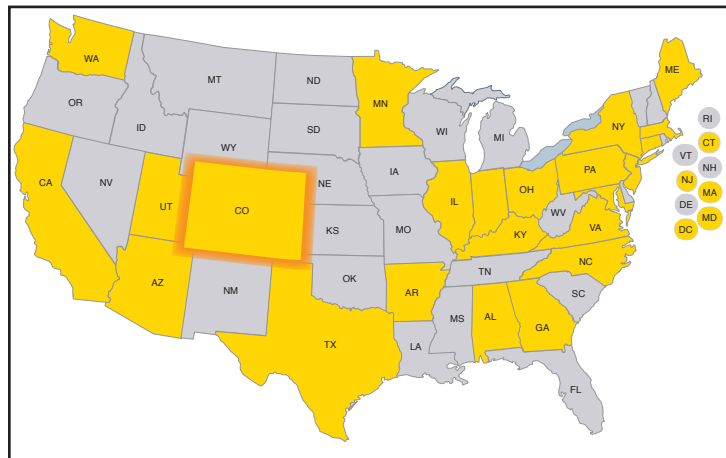 WA
MT
ND
MN
ME
OR
ID
SD
WI
MI
NY
WY
RI
CT
VT
NH
CA
NV
UT
CO
NE
IA
IL
OH
PA
NJ
MA
DE
MD
DC
KS
MO
KY
WV
VA
AZ
NM
OK
AR
TN
NC
SC
TX
LA
MS
AL
GA
FL